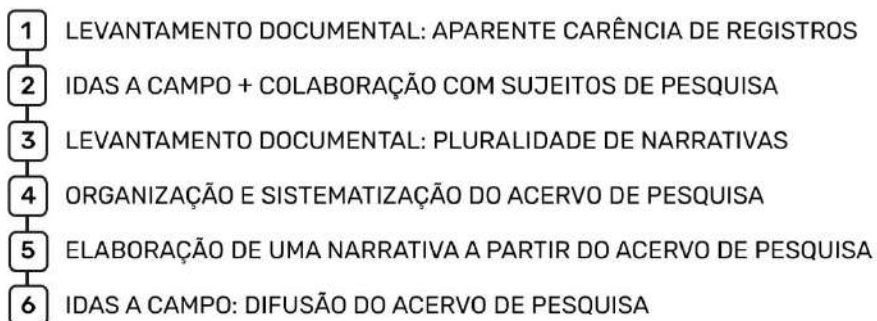 1 LEVANTAMENTO DOCUMENTAL: APARENTE CARÊNCIA DE REGISTROS
2 IDAS A CAMPO + COLABORAÇÃO COM SUJEITOS DE PESQUISA
3 LEVANTAMENTO DOCUMENTAL: PLURALIDADE DE NARRATIVAS
4 ORGANIZAÇÃO E SISTEMATIZAÇÃO DO ACERVO DE PESQUISA
5 ELABORAÇÃO DE UMA NARRATIVA A PARTIR DO ACERVO DE PESQUISA
6 IDAS A CAMPO: DIFUSÃO DO ACERVO DE PESQUISA